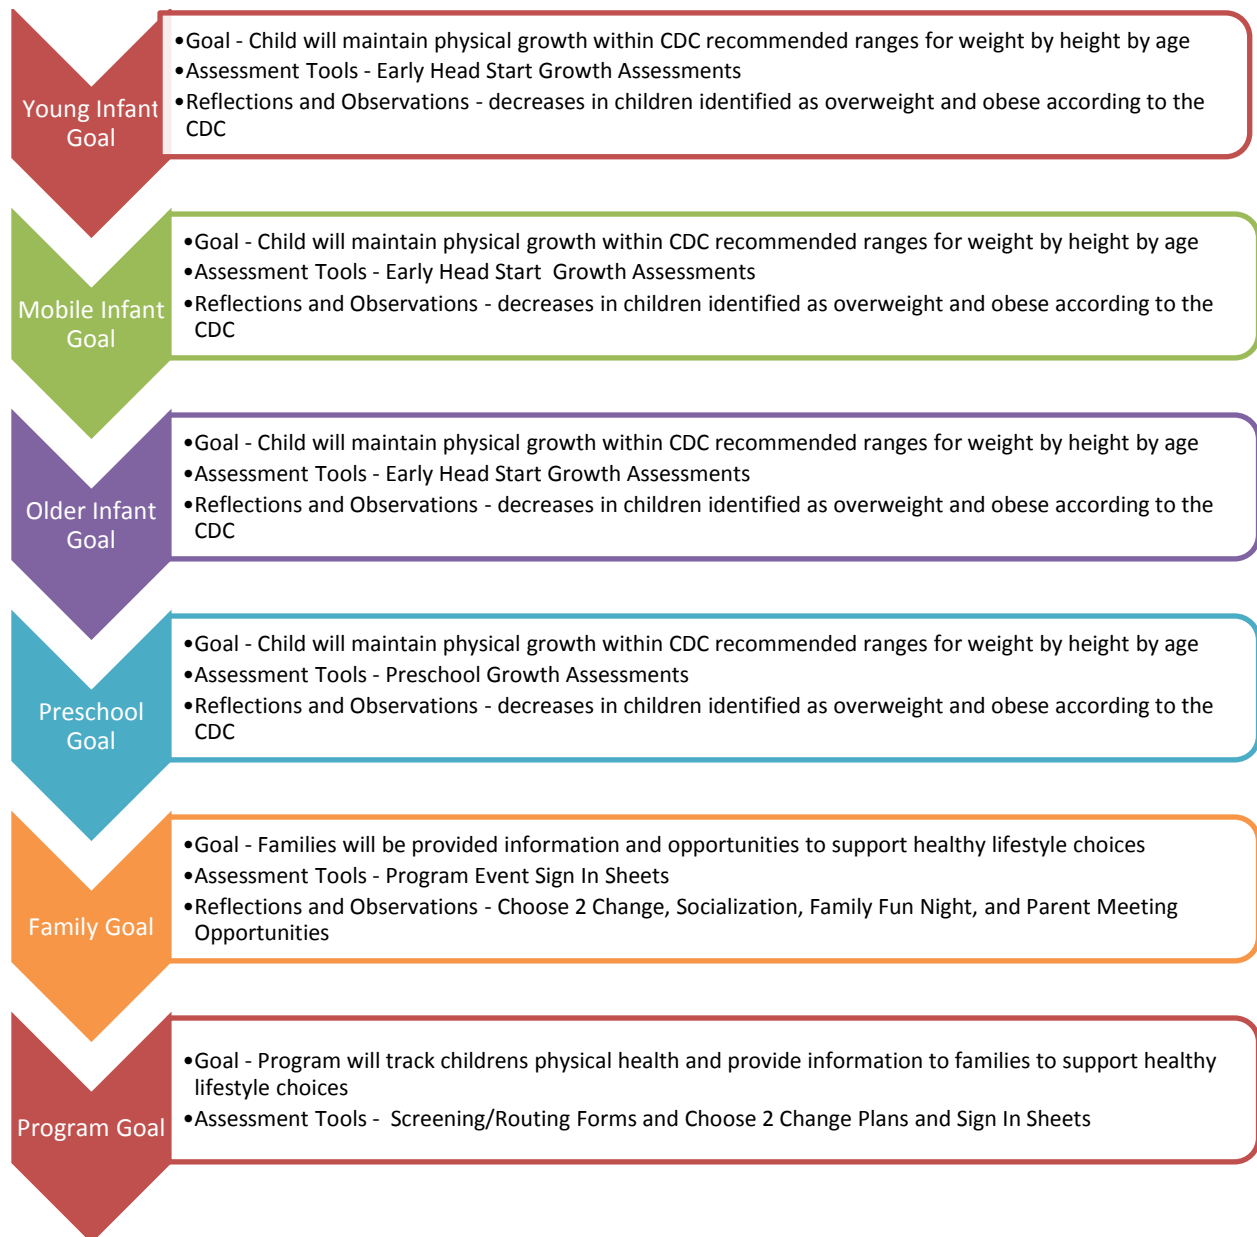 Young Infant
Goal
•Goal - Child will maintain physical growth within CDC recommended ranges for weight by height by age
•Assessment Tools - Early Head Start Growth Assessments
•Reflections and Observations - decreases in children identified as overweight and obese according to the
CDC
Mobile Infant
Goal
•Goal - Child will maintain physical growth within CDC recommended ranges for weight by height by age
•Assessment Tools - Early Head Start  Growth Assessments
•Reflections and Observations - decreases in children identified as overweight and obese according to the
CDC
Older Infant
Goal
•Goal - Child will maintain physical growth within CDC recommended ranges for weight by height by age
•Assessment Tools - Early Head Start Growth Assessments
•Reflections and Observations - decreases in children identified as overweight and obese according to the
CDC
Preschool
Goal
•Goal - Child will maintain physical growth within CDC recommended ranges for weight by height by age
•Assessment Tools - Preschool Growth Assessments
•Reflections and Observations - decreases in children identified as overweight and obese according to the
CDC
Family Goal
•Goal - Families will be provided information and opportunities to support healthy lifestyle choices
•Assessment Tools - Program Event Sign In Sheets
•Reflections and Observations - Choose 2 Change, Socialization, Family Fun Night, and Parent Meeting
Opportunities
Program Goal
•Goal - Program will track childrens physical health and provide information to families to support healthy
lifestyle choices
•Assessment Tools -  Screening/Routing Forms and Choose 2 Change Plans and Sign In Sheets